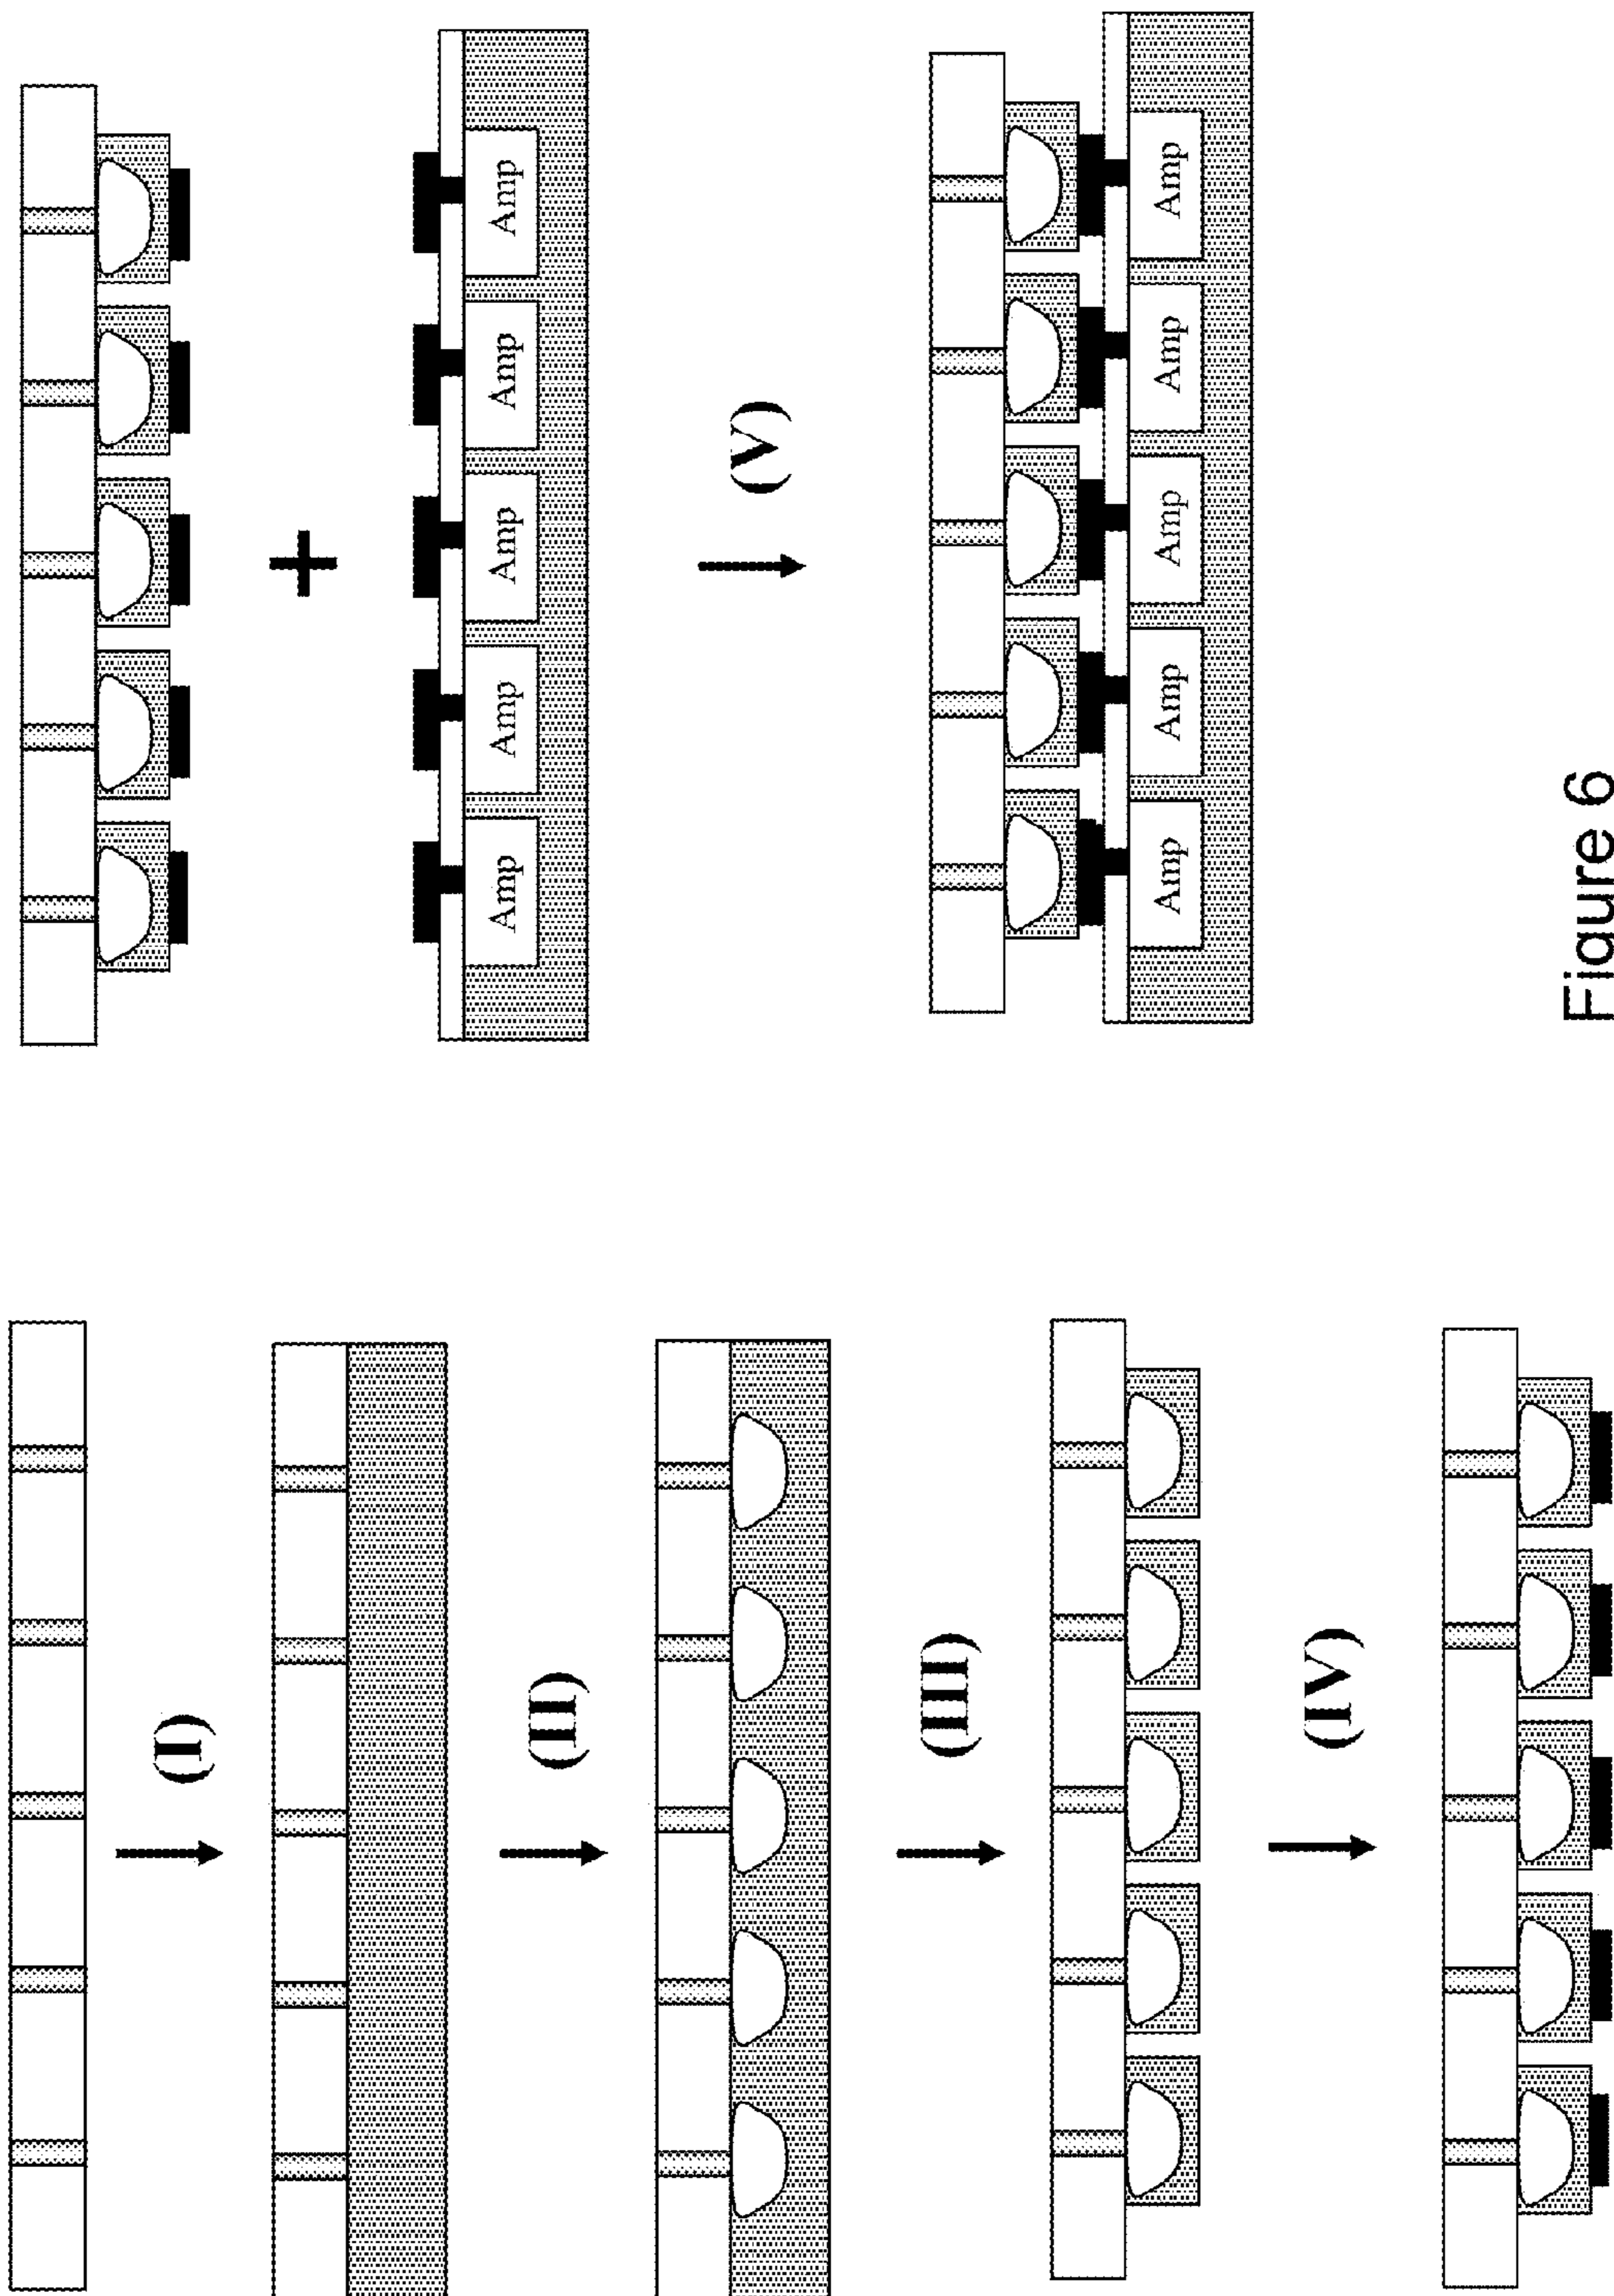 (I)
(II)
(III)
(IV)
Amp Amp Amp Amp Amp
(V)
Amp Amp Amp Amp Amp
Figure 6